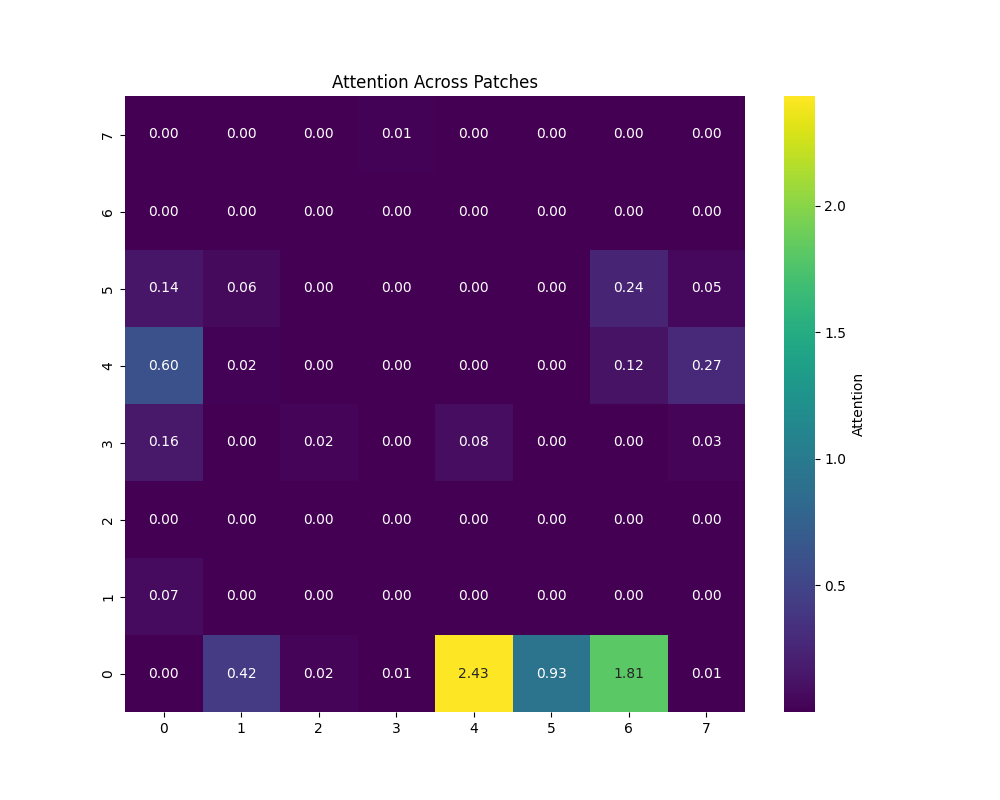 Attention Across Patches
7 0.00 0.00 0.00 0.01 0.00 0.00 0.00 0.00
6 0.00 0.00 0.00 0.00 0.00 0.00 0.00 0.00
5 0.14 0.06 0.00 0.00 0.00 0.00 0.24 0.05
4 0.60 0.02 0.00 0.00 0.00 0.00 0.12 0.27
3 0.16 0.00 0.02 0.00 0.08 0.00 0.00 0.03
2 0.00 0.00 0.00 0.00 0.00 0.00 0.00 0.00
1 0.07 0.00 0.00 0.00 0.00 0.00 0.00 0.00
0 0.00 0.42 0.02 0.01 2.43 0.93 1.81 0.01
0 1 2 3 4 5 6 7
2.0
1.5
1.0
0.5
Attention